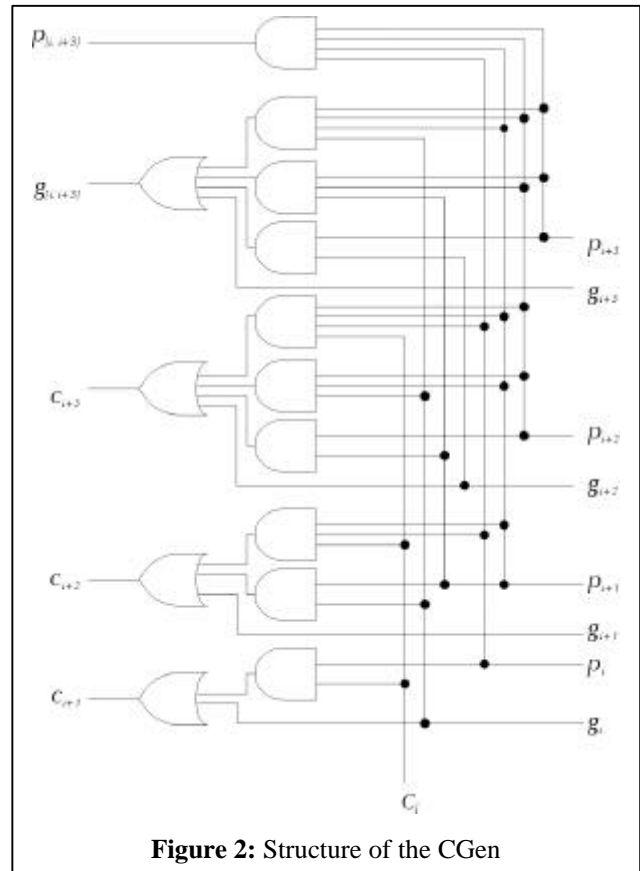 p[i, i+3]
g[i, i+3]
p i+3
g i+3
c i+3
p i+2
g i+2
c i+2
p i+1
g i+1
p i
c i+1
g i
C i
Figure 2: Structure of the CGen